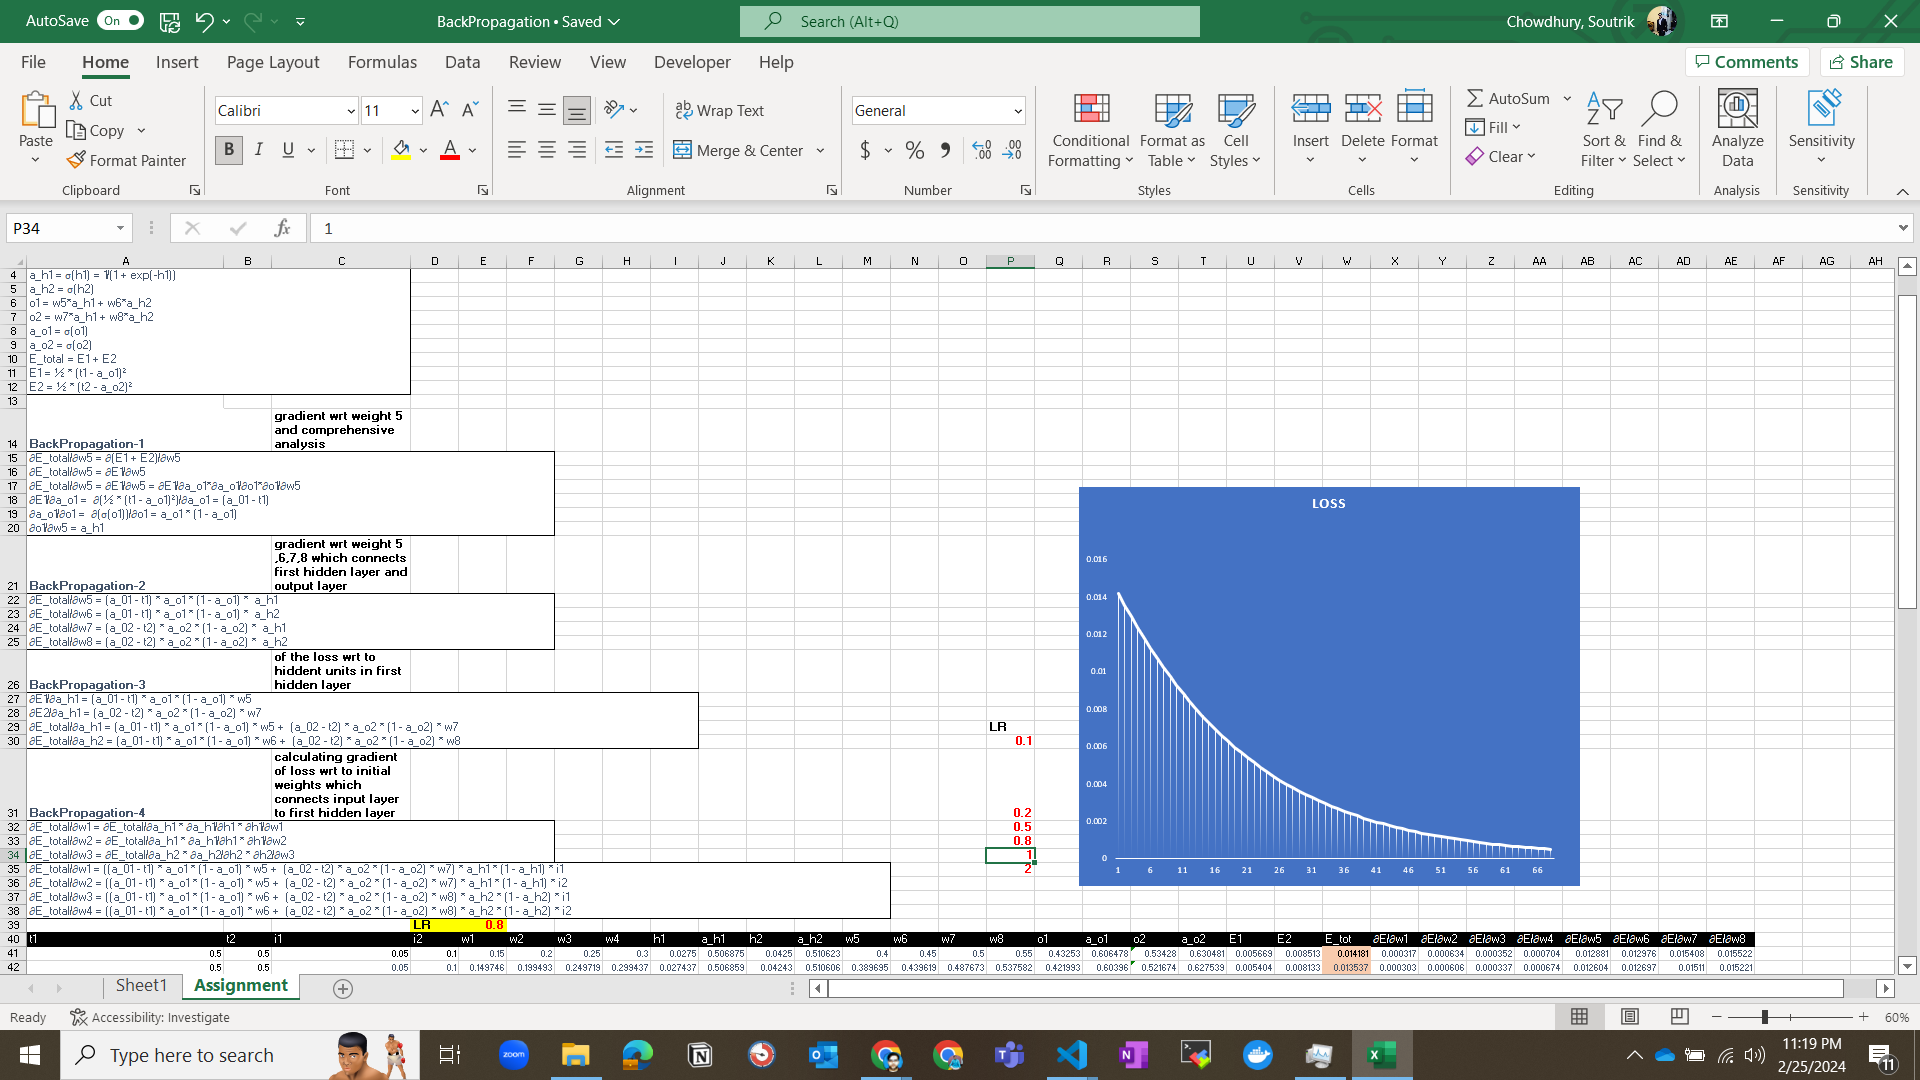 AutoSave On BackPropagation • Saved Search (Alt+Q) Chowdhury, Soutrik
File Home Insert Page Layout Formulas Data Review View Developer Help Comments Share
Paste Cut Copy Format Painter Clipboard
Calibri 11 B I U A Font
Wrap Text Merge & Center Alignment
General $ % Number
Conditional Formatting Format as Table Cell Styles Styles
Insert Delete Format Cells
AutoSum Fill Clear Sort & Filter Find & Select Editing
Analyze Data Analysis
Sensitivity Sensitivity
P34 fx 1
A B C D E F G H I J K L M N O P Q R S T U V W X Y Z AA AB AC AD AE AF AG AH
4 a_h1 = σ(h1) = 1/(1 + exp(-h1))
5 a_h2 = σ(h2)
6 o1 = w5*a_h1 + w6*a_h2
7 o2 = w7*a_h1 + w8*a_h2
8 a_o1 = σ(o1)
9 a_o2 = σ(o2)
10 E_total = E1 + E2
11 E1 = ½ * (t1 - a_o1)²
12 E2 = ½ * (t2 - a_o2)²
13
gradient wrt weight 5
and comprehensive
14 BackPropagation-1 analysis
15 ∂E_total/∂w5 = ∂(E1 + E2)/∂w5
16 ∂E_total/∂w5 = ∂E1/∂w5
17 ∂E_total/∂w5 = ∂E1/∂w5 = ∂E1/∂a_o1*∂a_o1/∂o1*∂o1/∂w5
18 ∂E1/∂a_o1 = ∂(½ * (t1 - a_o1)²)/∂a_o1 = (a_01 - t1)
19 ∂a_o1/∂o1 = ∂(σ(o1))/∂o1 = a_o1 * (1 - a_o1)
20 ∂o1/∂w5 = a_h1
gradient wrt weight 5
,6,7,8 which connects
first hidden layer and
21 BackPropagation-2 output layer
22 ∂E_total/∂w5 = (a_01 - t1) * a_o1 * (1 - a_o1) * a_h1
23 ∂E_total/∂w6 = (a_01 - t1) * a_o1 * (1 - a_o1) * a_h2
24 ∂E_total/∂w7 = (a_02 - t2) * a_o2 * (1 - a_o2) * a_h1
25 ∂E_total/∂w8 = (a_02 - t2) * a_o2 * (1 - a_o2) * a_h2
of the loss wrt to
hiddent units in first
26 BackPropagation-3 hidden layer
27 ∂E1/∂a_h1 = (a_01 - t1) * a_o1 * (1 - a_o1) * w5
28 ∂E2/∂a_h1 = (a_02 - t2) * a_o2 * (1 - a_o2) * w7
29 ∂E_total/∂a_h1 = (a_01 - t1) * a_o1 * (1 - a_o1) * w5 + (a_02 - t2) * a_o2 * (1 - a_o2) * w7 LR
30 ∂E_total/∂a_h2 = (a_01 - t1) * a_o1 * (1 - a_o1) * w6 + (a_02 - t2) * a_o2 * (1 - a_o2) * w8 0.1
calculating gradient
of loss wrt to initial
weights which
connects input layer
31 BackPropagation-4 to first hidden layer 0.2
32 ∂E_total/∂w1 = ∂E_total/∂a_h1 * ∂a_h1/∂h1 * ∂h1/∂w1 0.5
33 ∂E_total/∂w2 = ∂E_total/∂a_h1 * ∂a_h1/∂h1 * ∂h1/∂w2 0.8
34 ∂E_total/∂w3 = ∂E_total/∂a_h2 * ∂a_h2/∂h2 * ∂h2/∂w3 1
35 ∂E_total/∂w1 = ((a_01 - t1) * a_o1 * (1 - a_o1) * w5 + (a_02 - t2) * a_o2 * (1 - a_o2) * w7) * a_h1 * (1 - a_h1) * i1 2
36 ∂E_total/∂w2 = ((a_01 - t1) * a_o1 * (1 - a_o1) * w5 + (a_02 - t2) * a_o2 * (1 - a_o2) * w7) * a_h1 * (1 - a_h1) * i2
37 ∂E_total/∂w3 = ((a_01 - t1) * a_o1 * (1 - a_o1) * w6 + (a_02 - t2) * a_o2 * (1 - a_o2) * w8) * a_h2 * (1 - a_h2) * i1
38 ∂E_total/∂w4 = ((a_01 - t1) * a_o1 * (1 - a_o1) * w6 + (a_02 - t2) * a_o2 * (1 - a_o2) * w8) * a_h2 * (1 - a_h2) * i2
39 LR 0.8
LOSS
0.016
0.014
0.012
0.01
0.008
0.006
0.004
0.002
0
1 6 11 16 21 26 31 36 41 46 51 56 61 66
40 t1 t2 i1 i2 w1 w2 w3 w4 h1 a_h1 h2 a_h2 w5 w6 w7 w8 o1 a_o1 o2 a_o2 E1 E2 E_tot ∂E/∂w1 ∂E/∂w2 ∂E/∂w3 ∂E/∂w4 ∂E/∂w5 ∂E/∂w6 ∂E/∂w7 ∂E/∂w8
41 0.5 0.5 0.05 0.1 0.15 0.2 0.25 0.3 0.0275 0.506875 0.0425 0.510623 0.4 0.45 0.5 0.55 0.43253 0.606478 0.53428 0.630481 0.005669 0.008513 0.014181 0.000317 0.000634 0.000352 0.000704 0.012881 0.012976 0.015408 0.015522
42 0.5 0.5 0.05 0.1 0.149746 0.199493 0.249719 0.299437 0.027437 0.506859 0.04243 0.510606 0.389695 0.439619 0.487673 0.537582 0.421993 0.60396 0.521674 0.627539 0.005404 0.008133 0.013537 0.000303 0.000606 0.000337 0.000674 0.012604 0.012697 0.01511 0.015221
Sheet1 Assignment
Ready Accessibility: Investigate 60%
Type here to search zoom 11:19 PM
2/25/2024 11